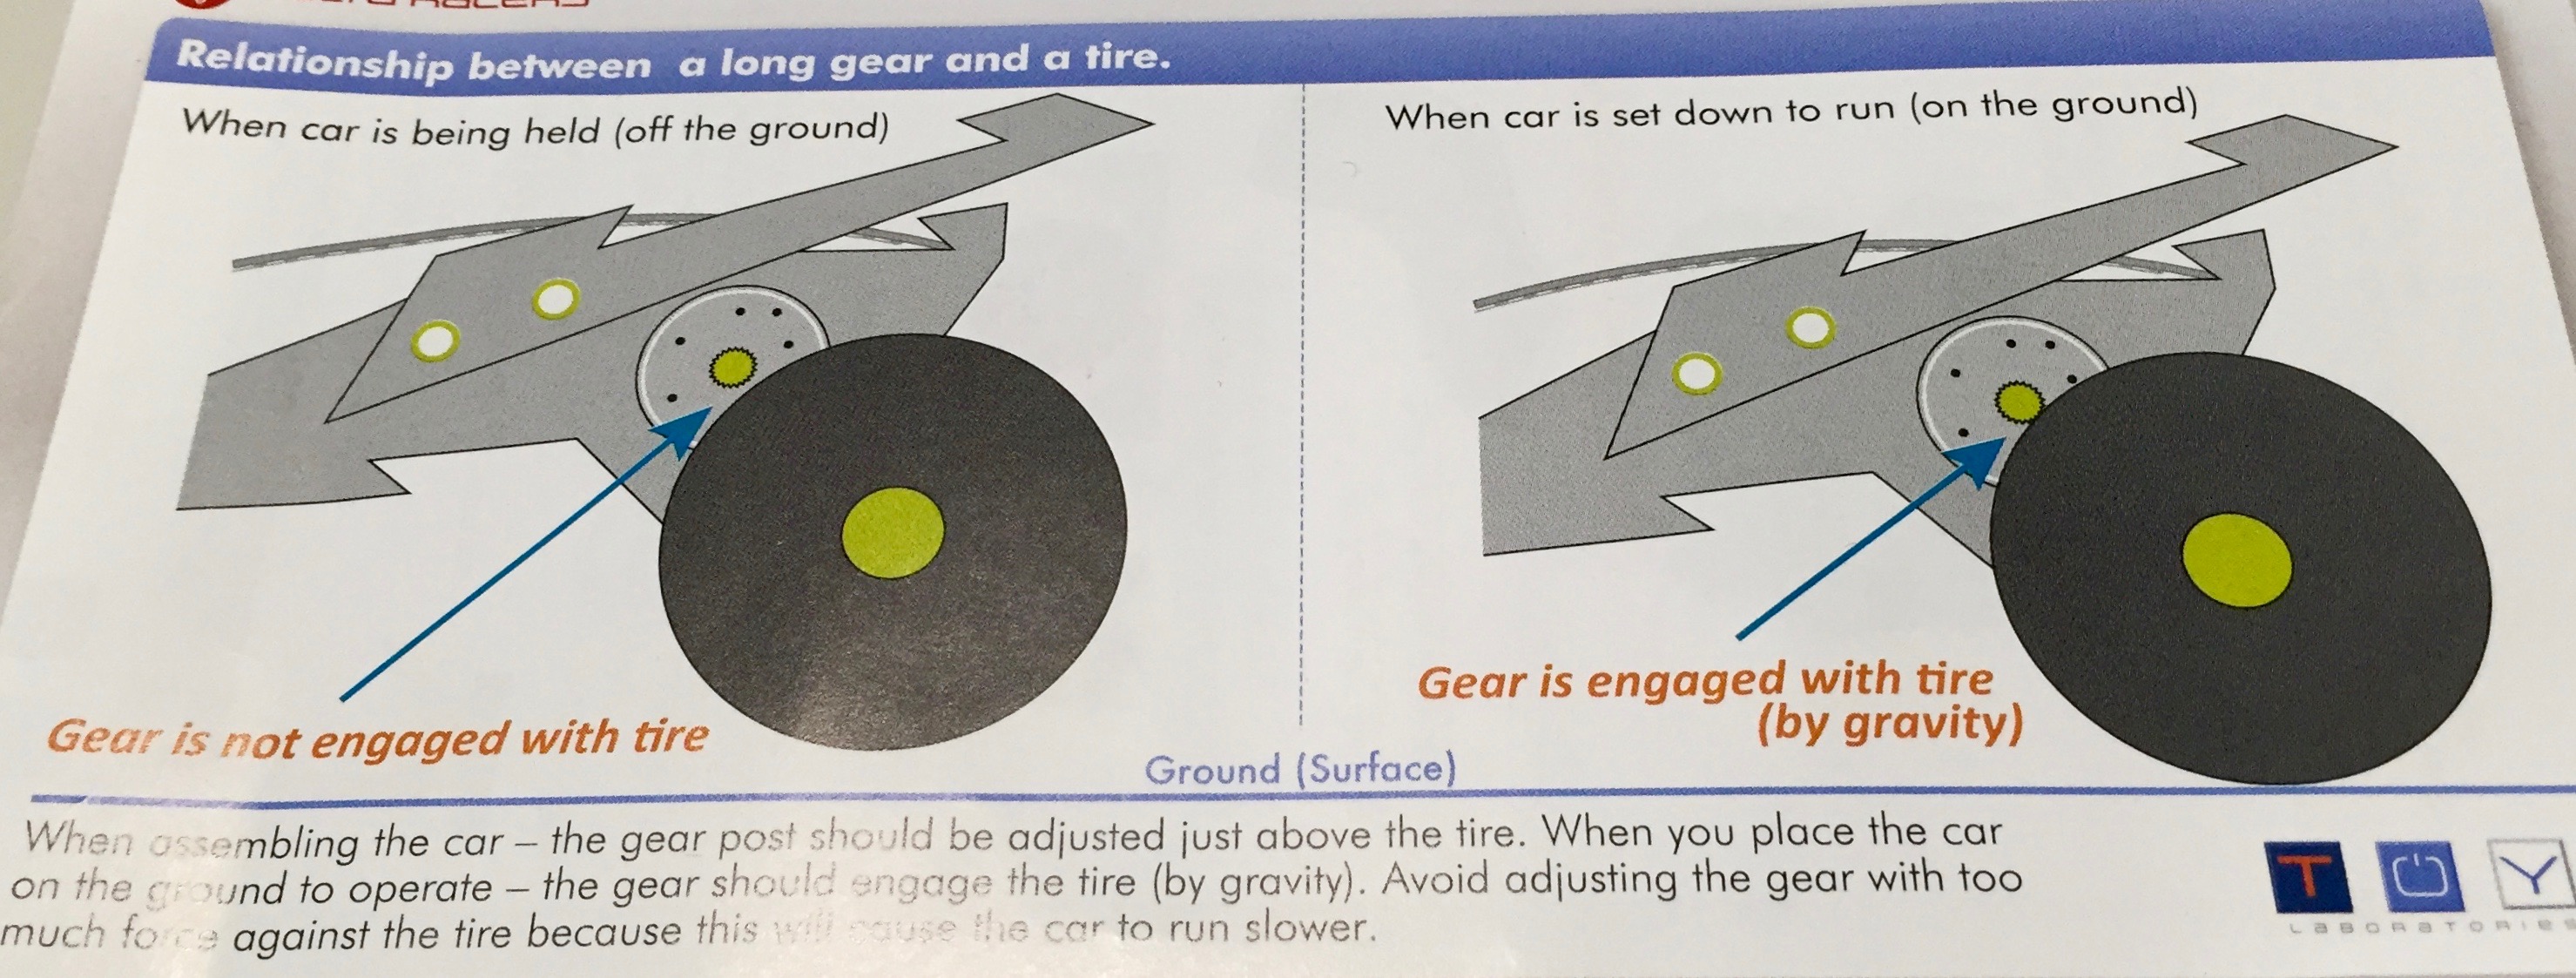 RACERS
Relationship between a long gear and a tire.
When car is being held (off the ground)
When car is set down to run (on the ground)
Gear is not engaged with tire
Gear is engaged with tire
(by gravity)
Ground (Surface)
When assembling the car – the gear post should be adjusted just above the tire. When you place the car
on the ground to operate – the gear should engage the tire (by gravity). Avoid adjusting the gear with too
much force against the tire because this will cause the car to run slower.
T O Y
LABORATORIES